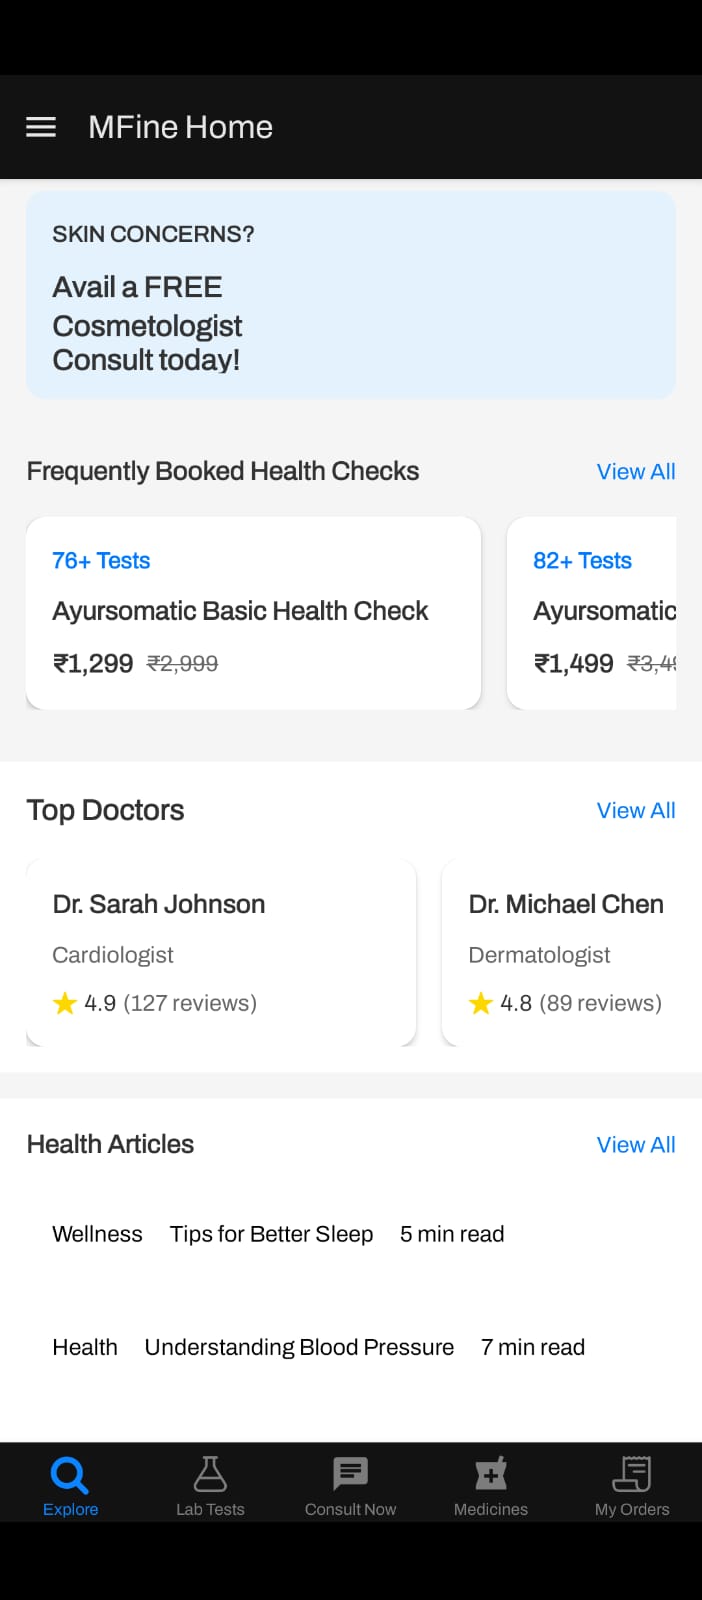 MFine Home
SKIN CONCERNS?
Avail a FREE
Cosmetologist
Consult today!
Frequently Booked Health Checks View All
76+ Tests
Ayursomatic Basic Health Check
₹1,299 ₹2,999
82+ Tests
Ayursomatic
₹1,499
Top Doctors View All
Dr. Sarah Johnson
Cardiologist
4.9 (127 reviews)
Dr. Michael Chen
Dermatologist
4.8 (89 reviews)
Health Articles View All
Wellness Tips for Better Sleep 5 min read
Health Understanding Blood Pressure 7 min read
Explore Lab Tests Consult Now Medicines My Orders